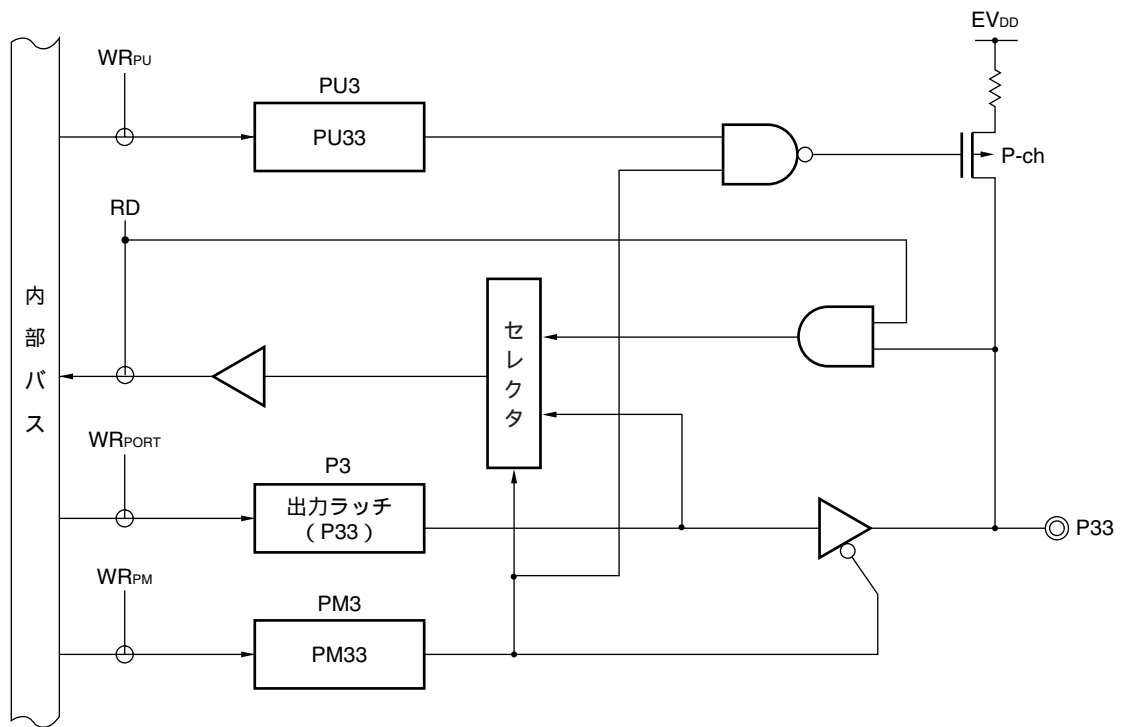 EVDD
WRPU
PU3
PU33
P-ch
RD
内部バス
セレクタ
WRPORT
P3
出力ラッチ
(P33)
P33
WRPM
PM3
PM33